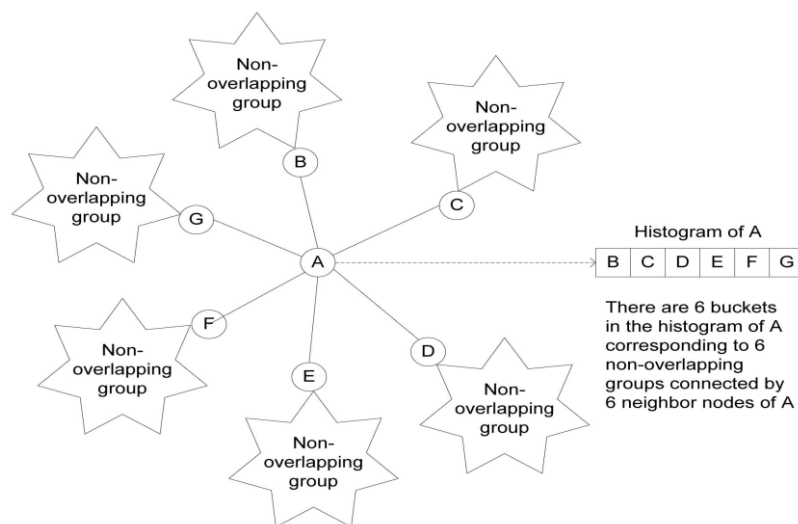 Non-
overlapping
group
Non-
overlapping
group
B
C
Non-
overlapping
group
G
A
Histogram of A
B C D E F G
There are 6 buckets
in the histogram of A
corresponding to 6
non-overlapping
groups connected by
6 neighbor nodes of A
F
D
E
Non-
overlapping
group
Non-
overlapping
group
Non-
overlapping
group